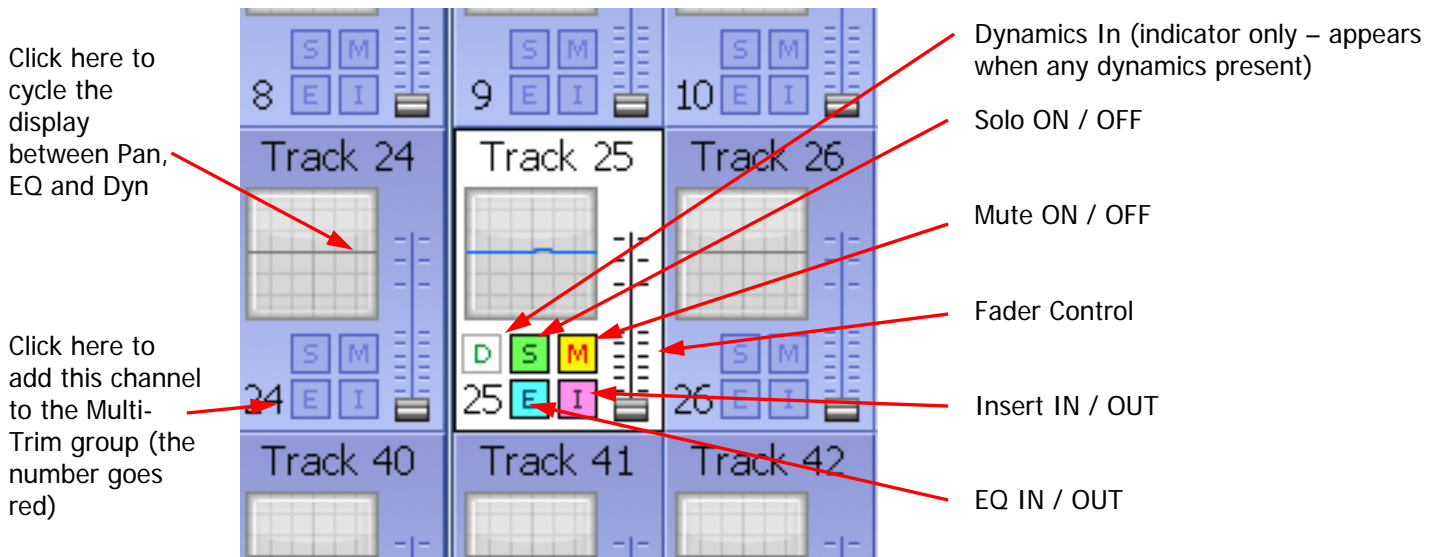 Click here to
cycle the
display
between Pan,
EQ and Dyn
Click here to
add this channel
to the Multi-
Trim group (the
number goes
red)
S M
8 E I
S M
9 E I
S M
10 E I
Track 24
S M
24 E I
Track 25
D S M
25 E I
Track 26
S M
26 E I
Track 40
Track 41
Track 42
Dynamics In (indicator only – appears
when any dynamics present)
Solo ON / OFF
Mute ON / OFF
Fader Control
Insert IN / OUT
EQ IN / OUT